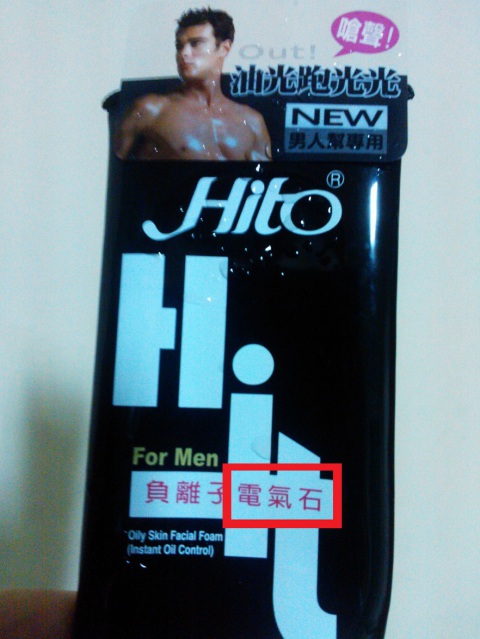 嗆聲!
Out!
油光跑光光
NEW
男人幫專用
Hito®
Hit
For Men
負離子電氣石
Oily Skin Facial Foam
(Instant Oil Control)